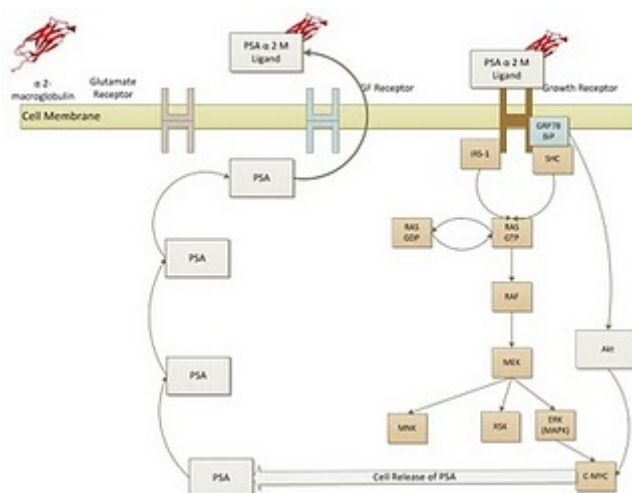 PSA α 2 M
Ligand
α 2-
macroglobulin
Glutamate
Receptor
GF Receptor
PSA α 2 M
Ligand
Growth Receptor
Cell Membrane
GRP78
BiP
IRS-1
SHC
PSA
RAS
GDP
RAS
GTP
PSA
RAF
MEK
Akt
PSA
MNK
RSK
ERK
(MAPK)
PSA
Cell Release of PSA
C-MYC